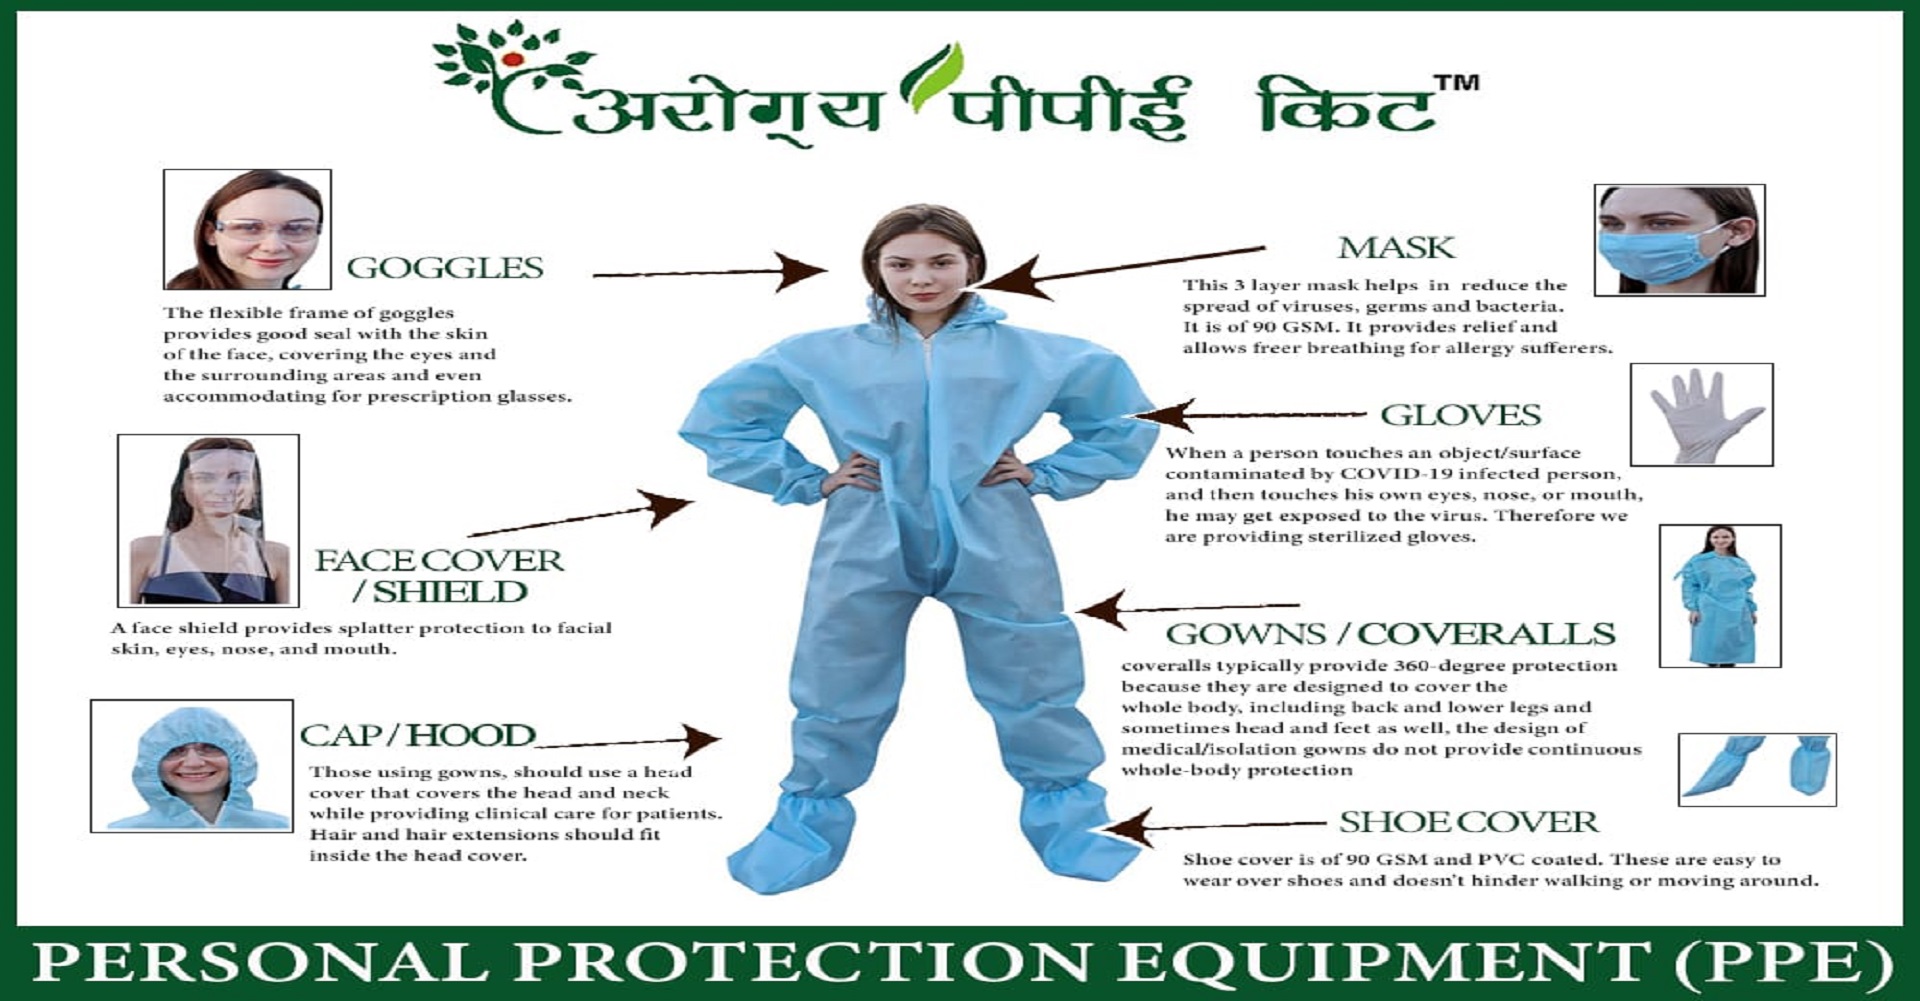 अरोग्य पीपीई किट™
GOGGLES
The flexible frame of goggles
provides good seal with the skin
of the face, covering the eyes and
the surrounding areas and even
accommodating for prescription glasses.
FACE COVER
/ SHIELD
A face shield provides splatter protection to facial
skin, eyes, nose, and mouth.
CAP / HOOD
Those using gowns, should use a head
cover that covers the head and neck
while providing clinical care for patients.
Hair and hair extensions should fit
inside the head cover.
MASK
This 3 layer mask helps in reduce the
spread of viruses, germs and bacteria.
It is of 90 GSM. It provides relief and
allows freer breathing for allergy sufferers.
GLOVES
When a person touches an object/surface
contaminated by COVID-19 infected person,
and then touches his own eyes, nose, or mouth,
he may get exposed to the virus. Therefore we
are providing sterilized gloves.
GOWNS / COVERALLS
coveralls typically provide 360-degree protection
because they are designed to cover the
whole body, including back and lower legs and
sometimes head and feet as well, the design of
medical/isolation gowns do not provide continuous
whole-body protection
SHOE COVER
Shoe cover is of 90 GSM and PVC coated. These are easy to
wear over shoes and doesn't hinder walking or moving around.
PERSONAL PROTECTION EQUIPMENT (PPE)